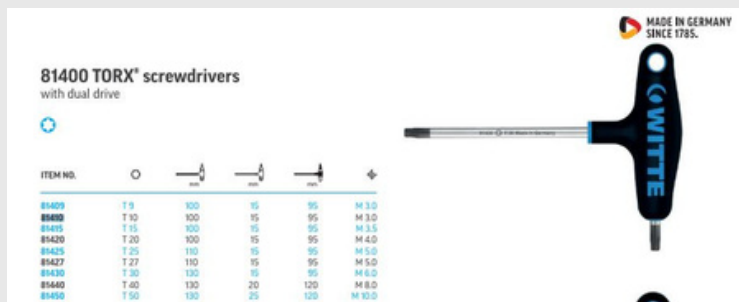 MADE IN GERMANY
SINCE 1785.
81400 TORX® screwdrivers
with dual drive
WITTE
ITEM NO.
mm mm mm
81409 T 9 100 15 95 M 3.0
81410 T 10 100 15 95 M 3.0
81415 T 15 100 15 95 M 3.5
81420 T 20 100 15 95 M 4.0
81425 T 25 110 15 95 M 5.0
81427 T 27 110 15 95 M 5.0
81430 T 30 130 15 95 M 6.0
81440 T 40 130 20 120 M 8.0
81450 T 50 130 25 120 M 10.0